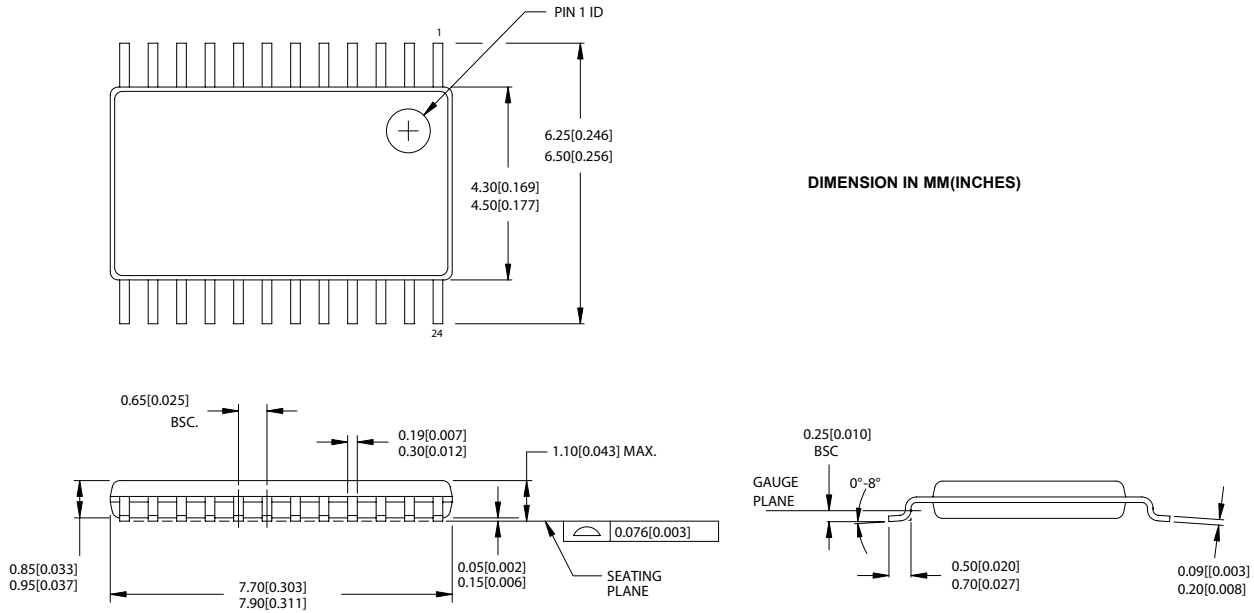 PIN 1 ID
1
6.25[0.246]
6.50[0.256]
4.30[0.169]
4.50[0.177]
DIMENSION IN MM(INCHES)
24
0.65[0.025]
BSC.
0.19[0.007]
0.30[0.012]
1.10[0.043] MAX.
0.85[0.033]
0.95[0.037]
7.70[0.303]
7.90[0.311]
0.05[0.002]
0.15[0.006]
0.076[0.003]
SEATING
PLANE
0.25[0.010]
BSC
GAUGE
PLANE
0°-8°
0.50[0.020]
0.70[0.027]
0.09[[0.003]
0.20[0.008]